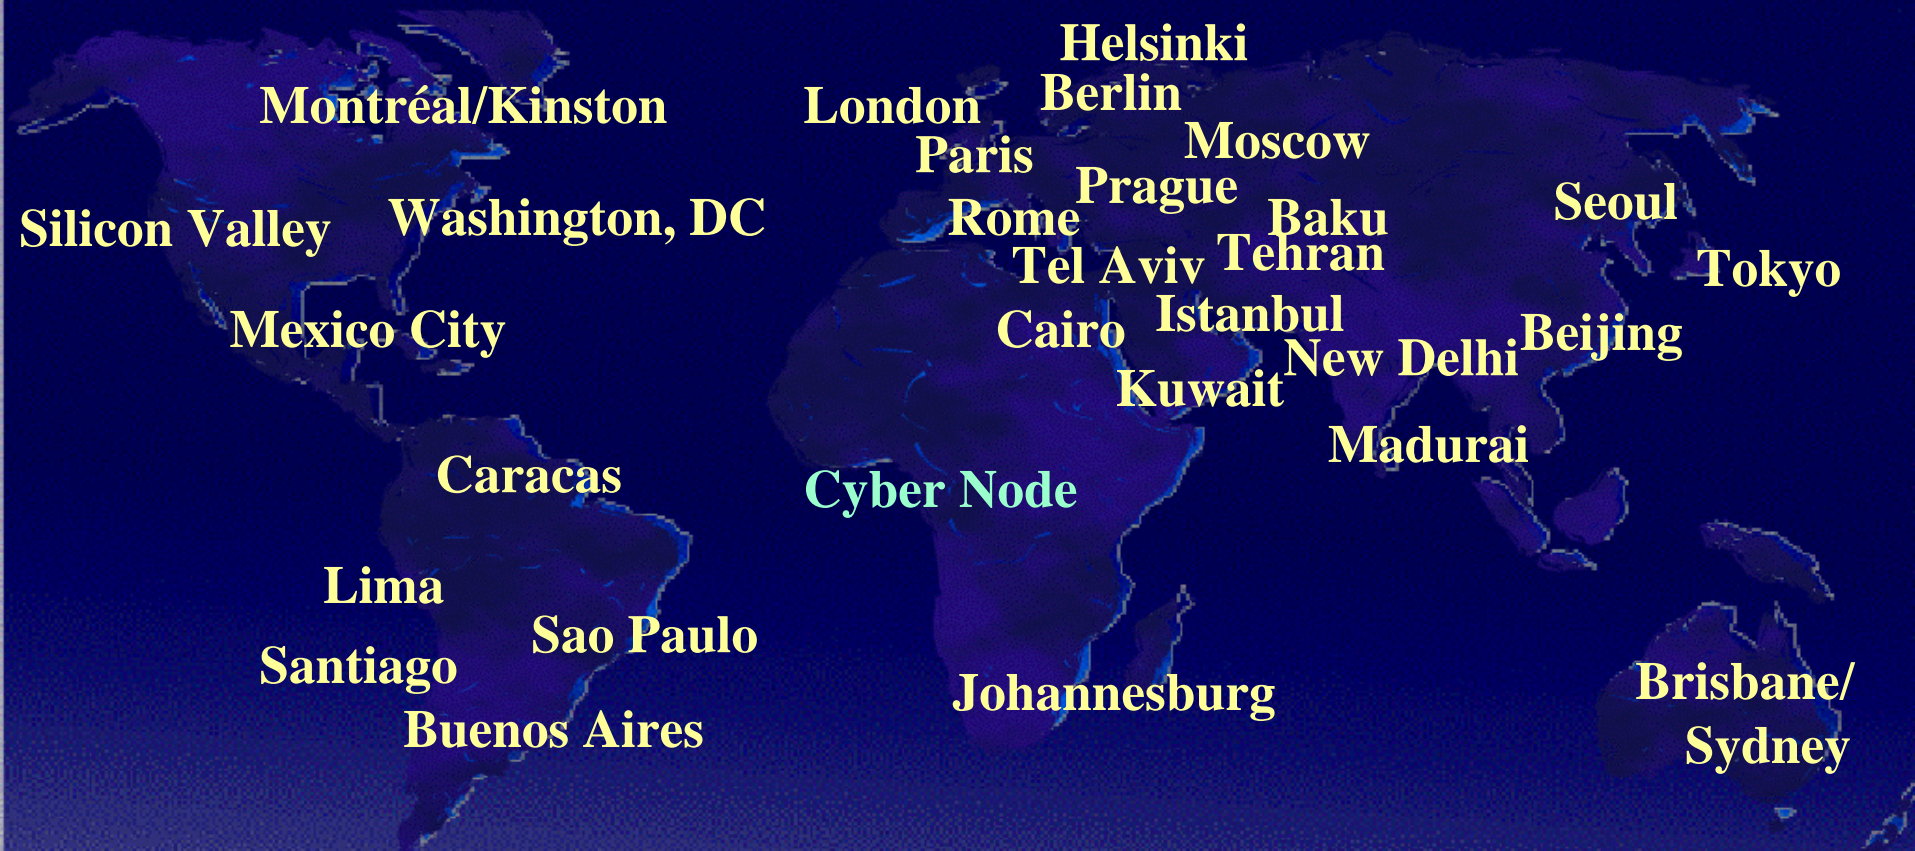 Helsinki
Montréal/Kinston
London
Berlin
Moscow
Paris
Prague
Silicon Valley
Washington, DC
Rome
Baku
Seoul
Tel Aviv
Tehran
Tokyo
Mexico City
Cairo
Istanbul
New Delhi
Beijing
Kuwait
Madurai
Caracas
Cyber Node
Lima
Sao Paulo
Santiago
Johannesburg
Buenos Aires
Brisbane/
Sydney